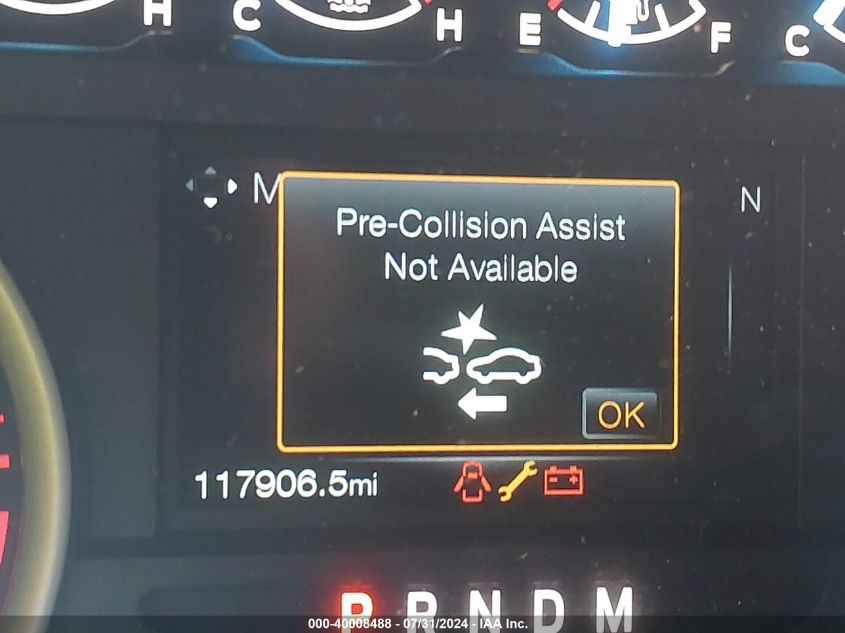 H C H E F C
M N
Pre-Collision Assist
Not Available
OK
117906.5mi
P R N D M
000-40008488 - 07/31/2024 - IAA Inc.